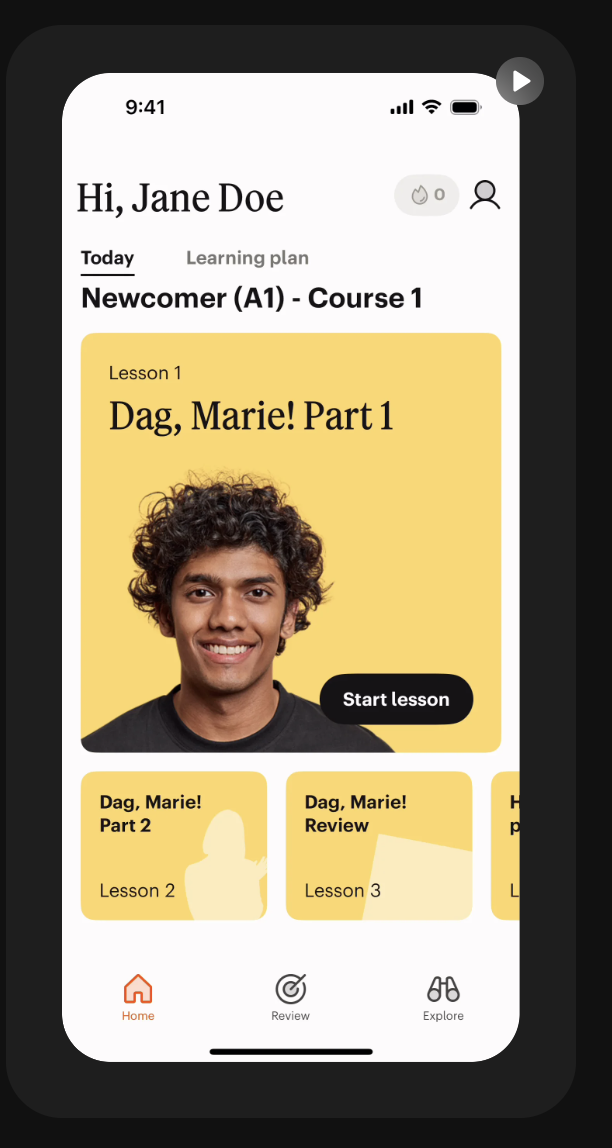 9:41
Hi, Jane Doe
0
Today
Learning plan
Newcomer (A1) - Course 1
Lesson 1
Dag, Marie! Part 1
Start lesson
Dag, Marie!
Part 2
Lesson 2
Dag, Marie!
Review
Lesson 3
H
p
L
Home
Review
Explore